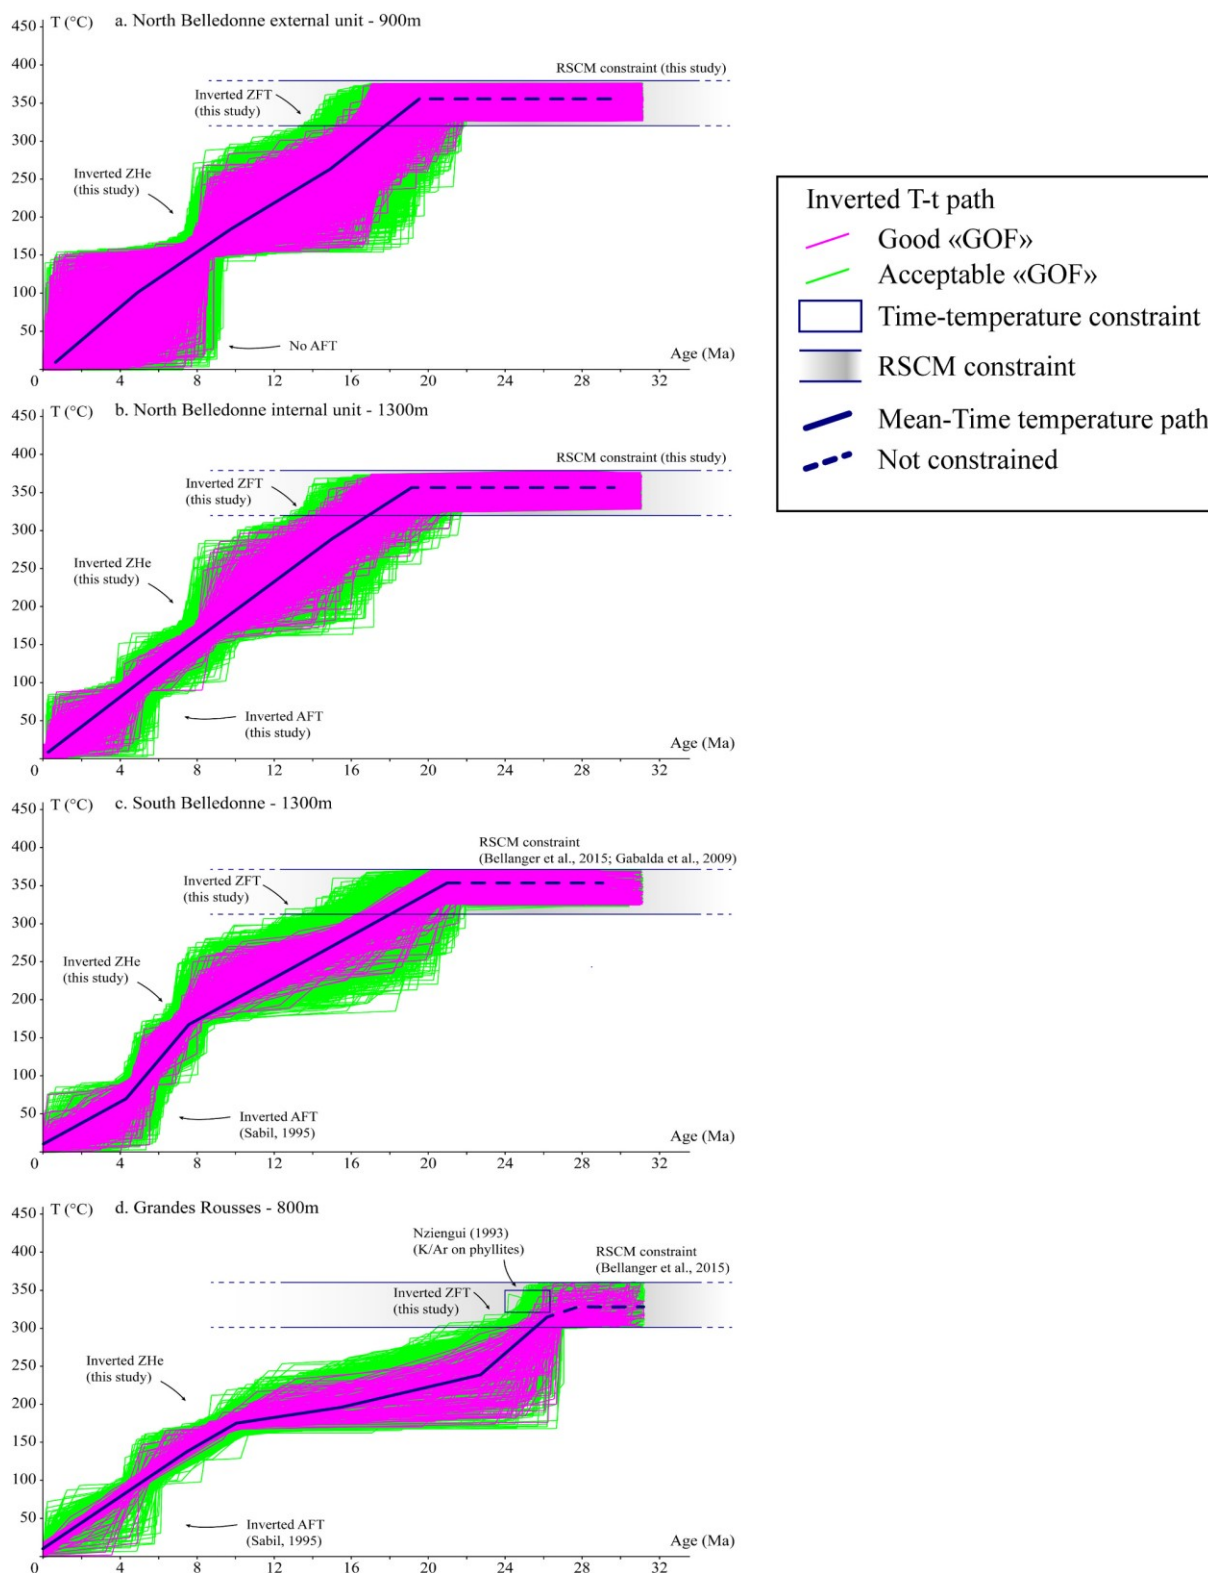 T (°C)
a. North Belledonne external unit - 900m
450
400
350
300
250
200
150
100
50
0
4
8
12
16
20
24
28
32
Age (Ma)
RSCM constraint (this study)
Inverted ZFT
(this study)
Inverted ZHe
(this study)
No AFT
Inverted T-t path
Good «GOF»
Acceptable «GOF»
Time-temperature constraint
RSCM constraint
Mean-Time temperature path
Not constrained
T (°C)
b. North Belledonne internal unit - 1300m
450
400
350
300
250
200
150
100
50
0
4
8
12
16
20
24
28
32
Age (Ma)
RSCM constraint (this study)
Inverted ZFT
(this study)
Inverted ZHe
(this study)
Inverted AFT
(this study)
T (°C)
c. South Belledonne - 1300m
450
400
350
300
250
200
150
100
50
0
4
8
12
16
20
24
28
32
Age (Ma)
RSCM constraint
(Bellanger et al., 2015; Gabalda et al., 2009)
Inverted ZFT
(this study)
Inverted ZHe
(this study)
Inverted AFT
(Sabil, 1995)
T (°C)
d. Grandes Rousses - 800m
450
400
350
300
250
200
150
100
50
0
4
8
12
16
20
24
28
32
Age (Ma)
Nziengui (1993)
(K/Ar on phyllites)
RSCM constraint
(Bellanger et al., 2015)
Inverted ZFT
(this study)
Inverted ZHe
(this study)
Inverted AFT
(Sabil, 1995)